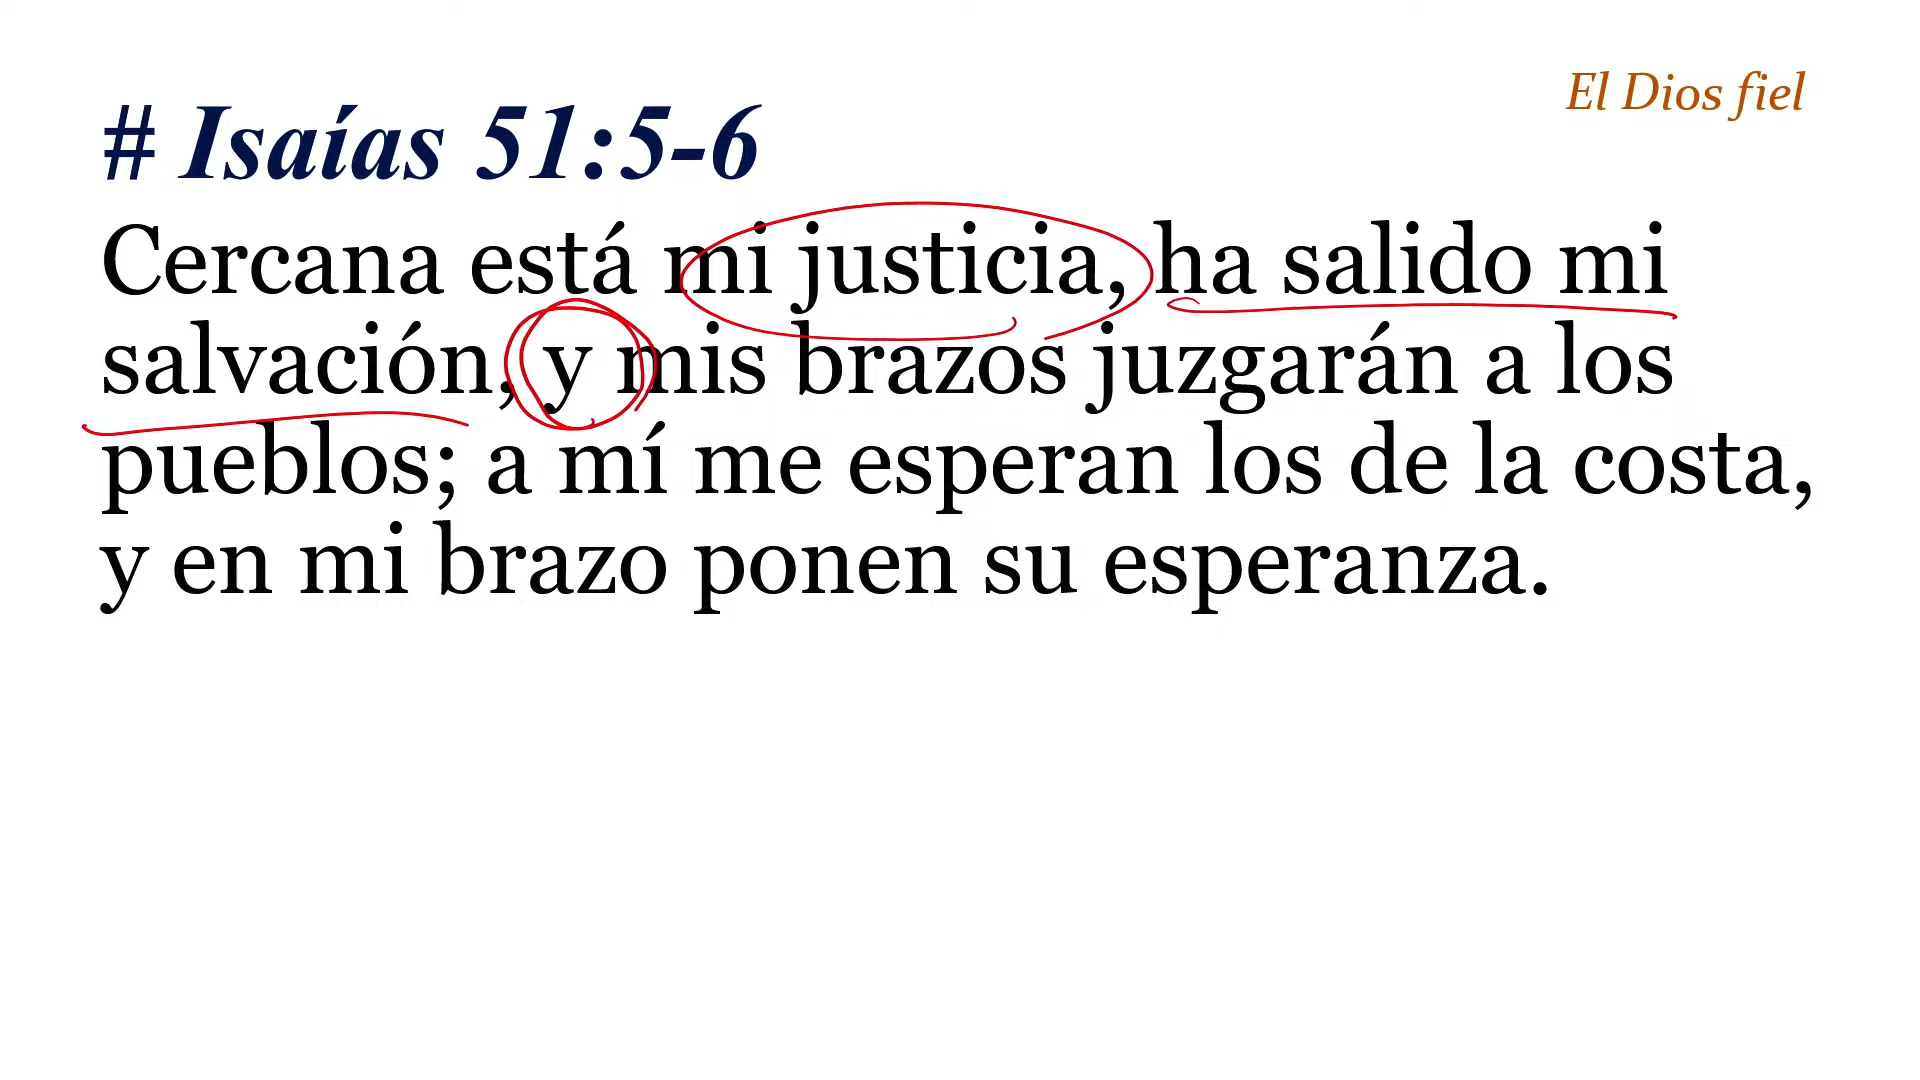 El Dios fiel
# Isaías 51:5-6
Cercana está mi justicia, ha salido mi
salvación, y mis brazos juzgarán a los
pueblos; a mí me esperan los de la costa,
y en mi brazo ponen su esperanza.